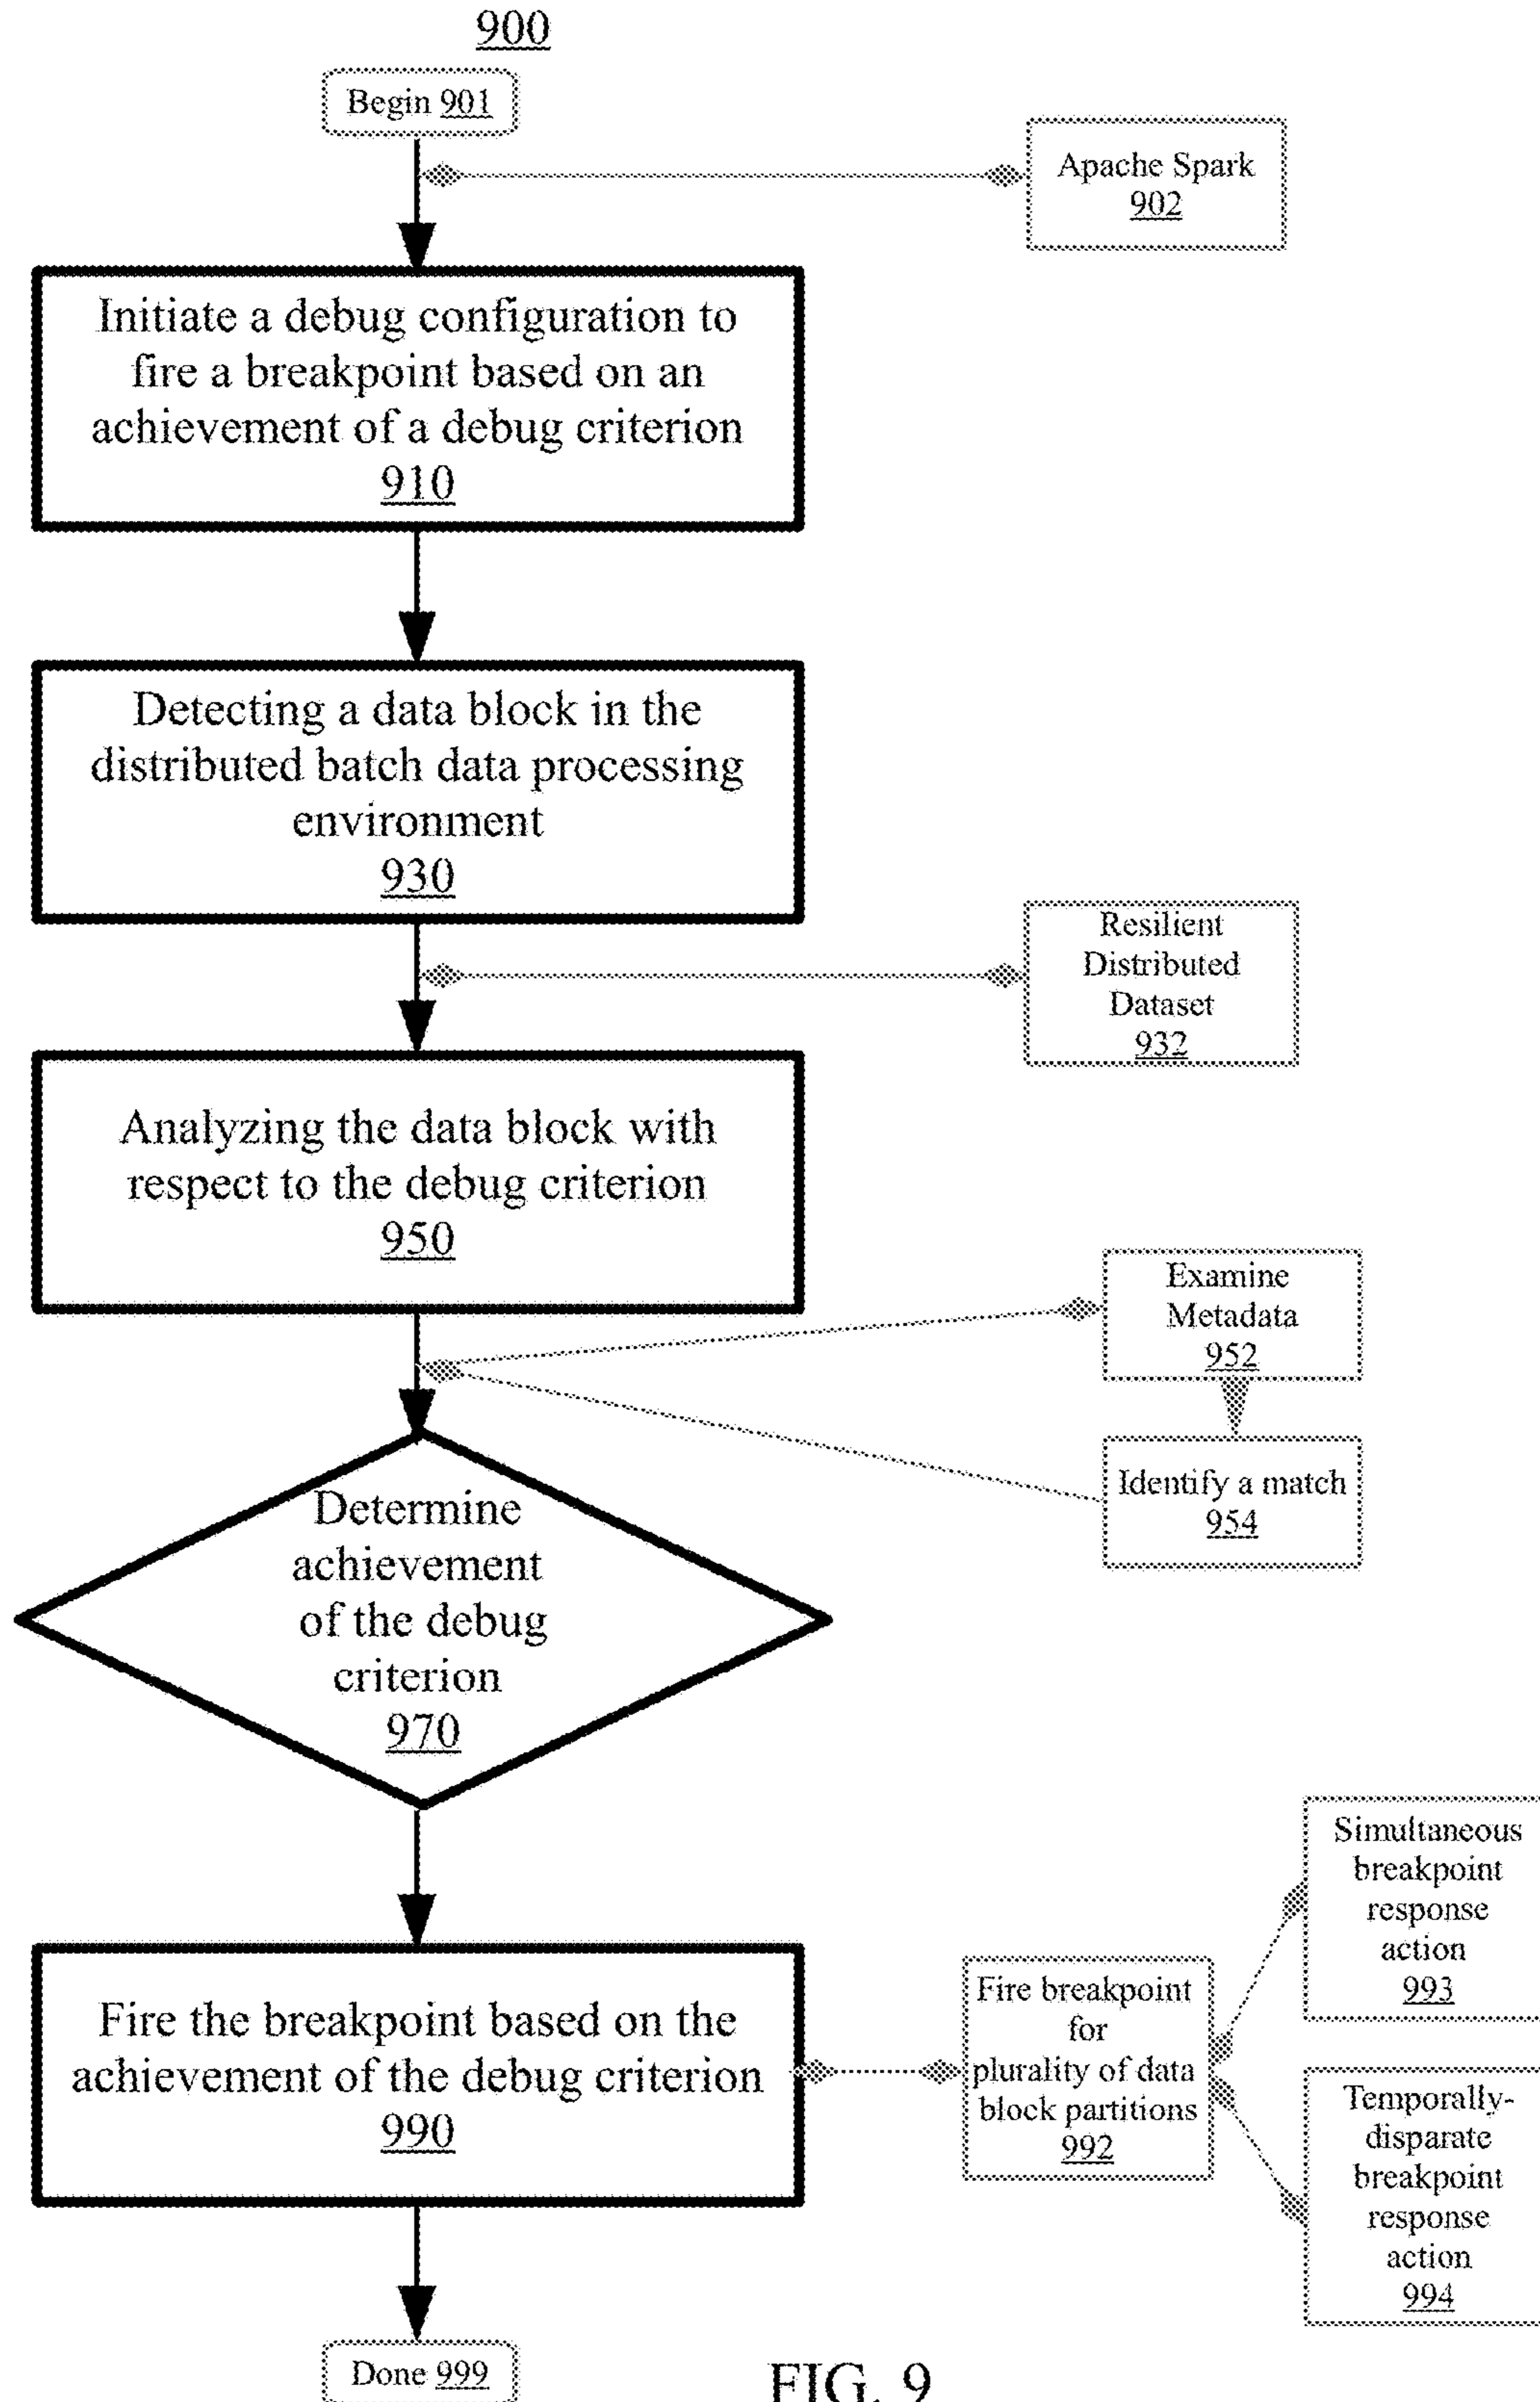 900
Begin 901
Apache Spark
902
Initiate a debug configuration to
fire a breakpoint based on an
achievement of a debug criterion
910
Detecting a data block in the
distributed batch data processing
environment
930
Resilient
Distributed
Dataset
932
Analyzing the data block with
respect to the debug criterion
950
Examine
Metadata
952
Identify a match
954
Determine
achievement
of the debug
criterion
970
Simultaneous
breakpoint
response
action
993
Fire breakpoint
for
plurality of data
block partitions
992
Fire the breakpoint based on the
achievement of the debug criterion
990
Temporally-
disparate
breakpoint
response
action
994
Done 999
FIG. 9